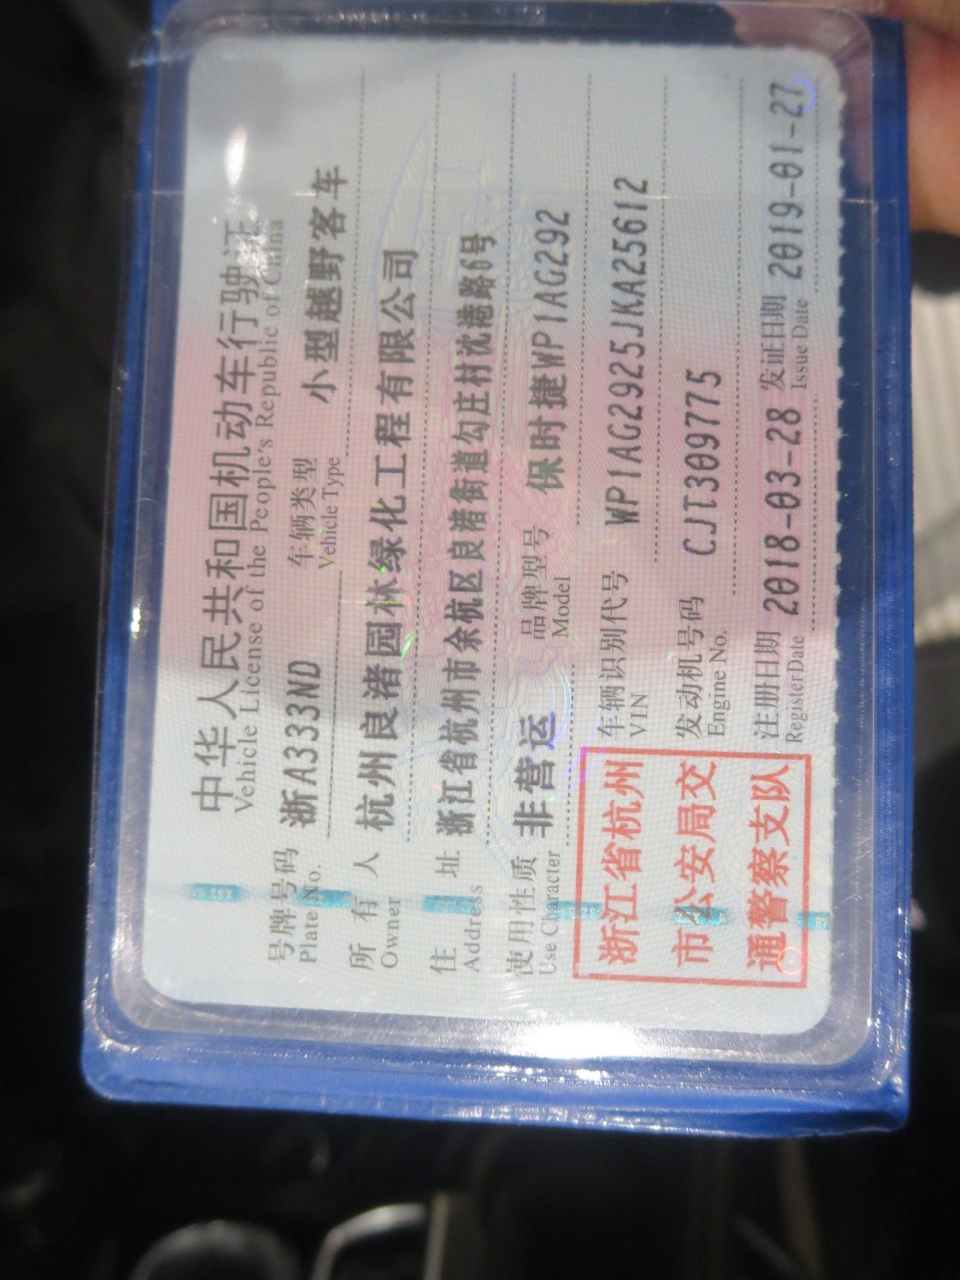 中华人民共和国机动车行驶证
Vehicle License of the People's Republic of China
号牌号码 Plate No. 浙A333ND 车辆类型 Vehicle Type 小型越野客车
所有人 Owner 杭州良渚园林绿化工程有限公司
住址 Address 浙江省杭州市余杭区良渚街道勾庄村沈港路6号
使用性质 Use Character 非营运 品牌型号 Model 保时捷WP1AG292
车辆识别代号 VIN WP1AG2925JKA25612
发动机号码 Engine No. CJT309775
注册日期 Register Date 2018-03-28 发证日期 Issue Date 2019-01-27
浙江省杭州
市公安局交
通警察支队